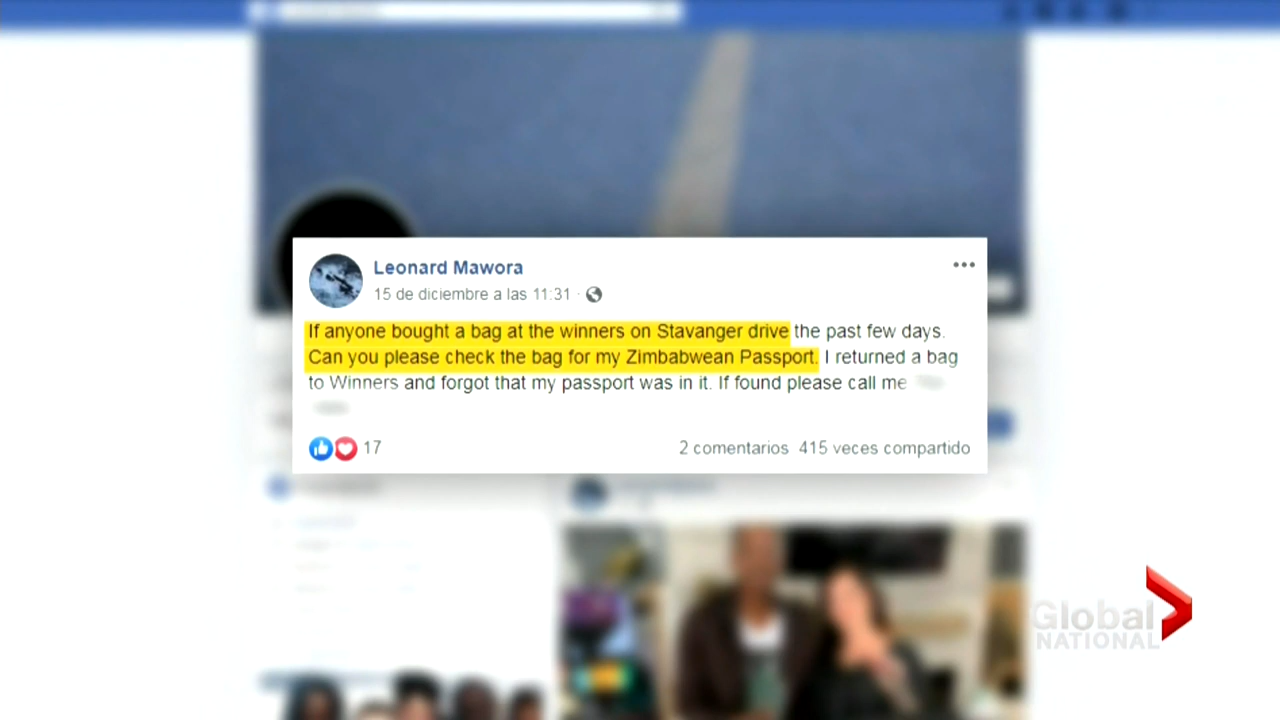 Leonard Mawora
15 de diciembre a las 11:31 ·
If anyone bought a bag at the winners on Stavanger drive the past few days.
Can you please check the bag for my Zimbabwean Passport. I returned a bag
to Winners and forgot that my passport was in it. If found please call me
17
2 comentarios 415 veces compartido
Global
NATIONAL